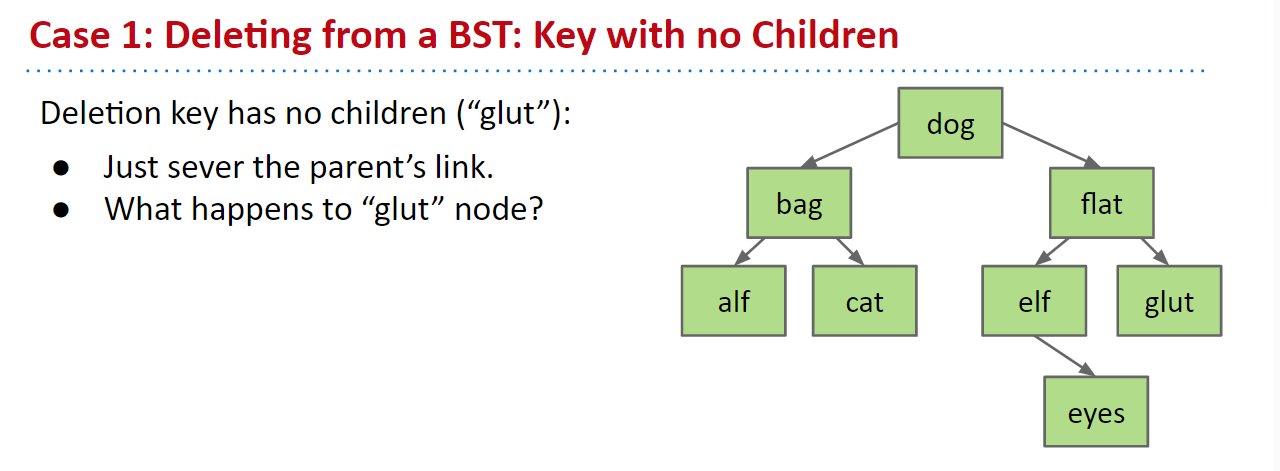 Case 1: Deleting from a BST: Key with no Children
Deletion key has no children (“glut”):
● Just sever the parent’s link.
● What happens to “glut” node?
dog
bag
flat
alf
cat
elf
glut
eyes